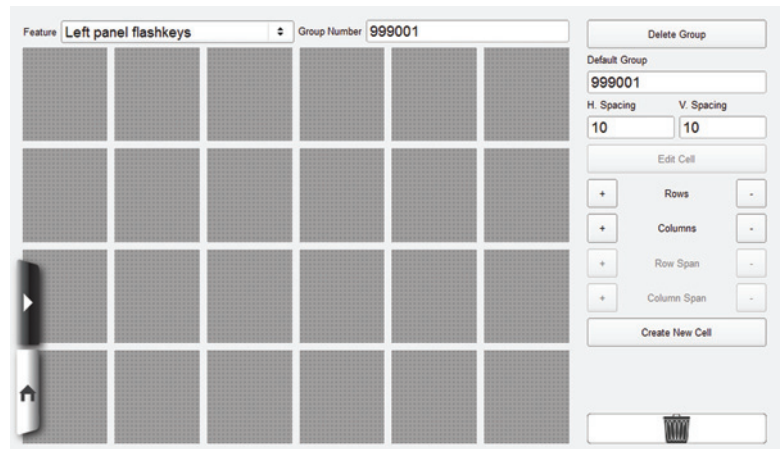 Feature Left panel flashkeys Group Number 999001
Delete Group
Default Group
999001
H. Spacing V. Spacing
10 10
Edit Cell
+ Rows -
+ Columns -
+ Row Span -
+ Column Span -
Create New Cell